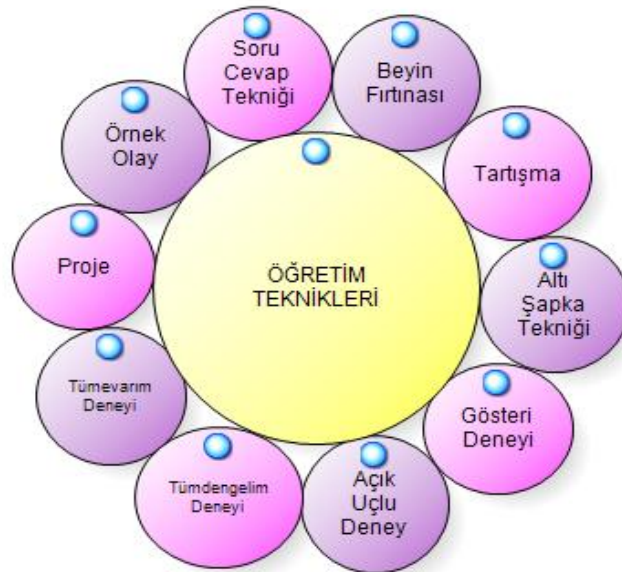 Soru
Cevap
Tekniği
Beyin
Fırtınası
Tartışma
Altı
Şapka
Tekniği
Gösteri
Deneyi
Açık
Uçlu
Deney
Tümdengelim
Deneyi
Tümevarım
Deneyi
Proje
Örnek
Olay
ÖĞRETİM
TEKNİKLERİ